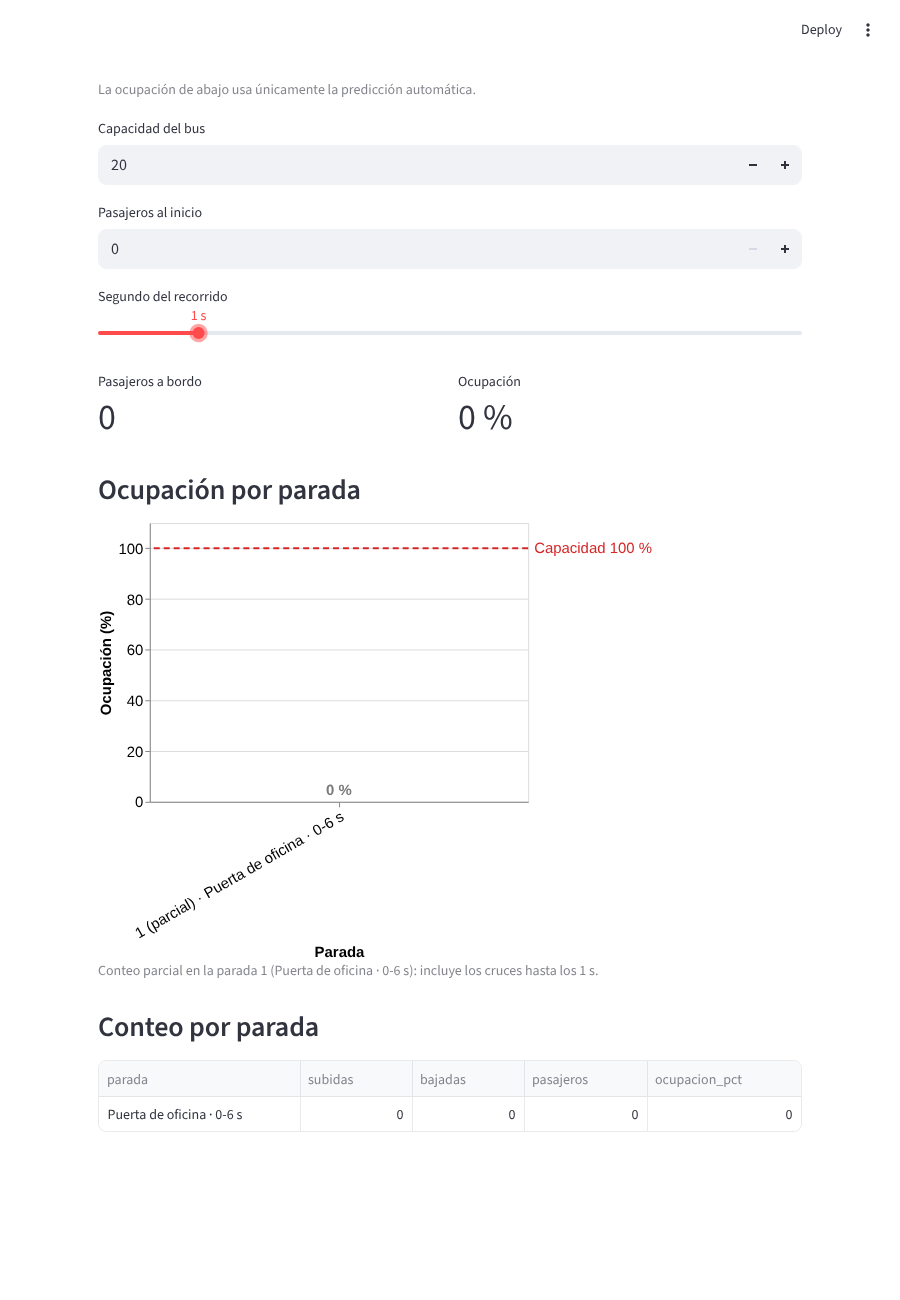 Deploy
La ocupación de abajo usa únicamente la predicción automática.
Capacidad del bus
20
Pasajeros al inicio
0
Segundo del recorrido
1 s
Pasajeros a bordo
0
Ocupación
0 %
Ocupación por parada
100
80
60
40
20
0
Ocupación (%)
Capacidad 100 %
0 %
1 (parcial) · Puerta de oficina · 0-6 s
Parada
Conteo parcial en la parada 1 (Puerta de oficina · 0-6 s): incluye los cruces hasta los 1 s.
Conteo por parada
parada subidas bajadas pasajeros ocupacion_pct
Puerta de oficina · 0-6 s 0 0 0 0